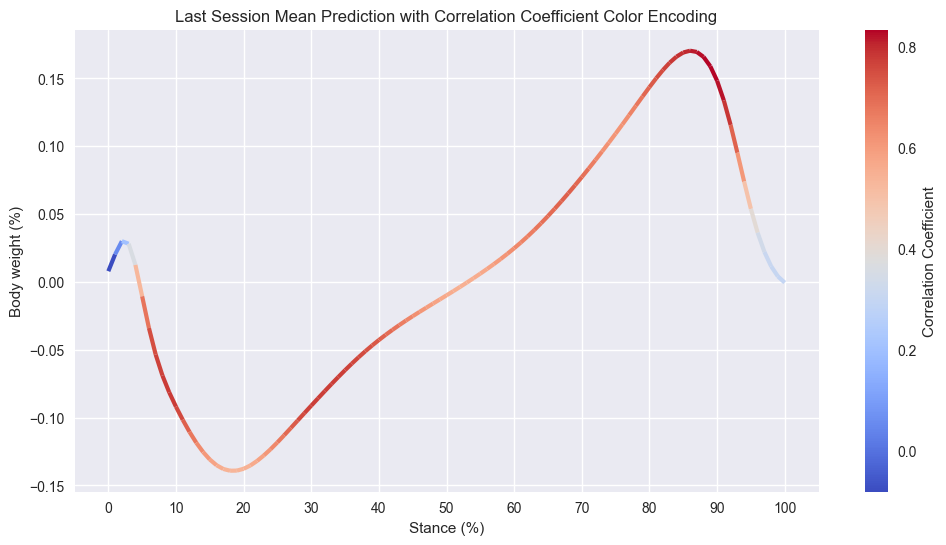 Last Session Mean Prediction with Correlation Coefficient Color Encoding
Body weight (%)
0.15
0.10
0.05
0.00
−0.05
−0.10
−0.15
0 10 20 30 40 50 60 70 80 90 100
Stance (%)
0.8
0.6
0.4
0.2
0.0
Correlation Coefficient